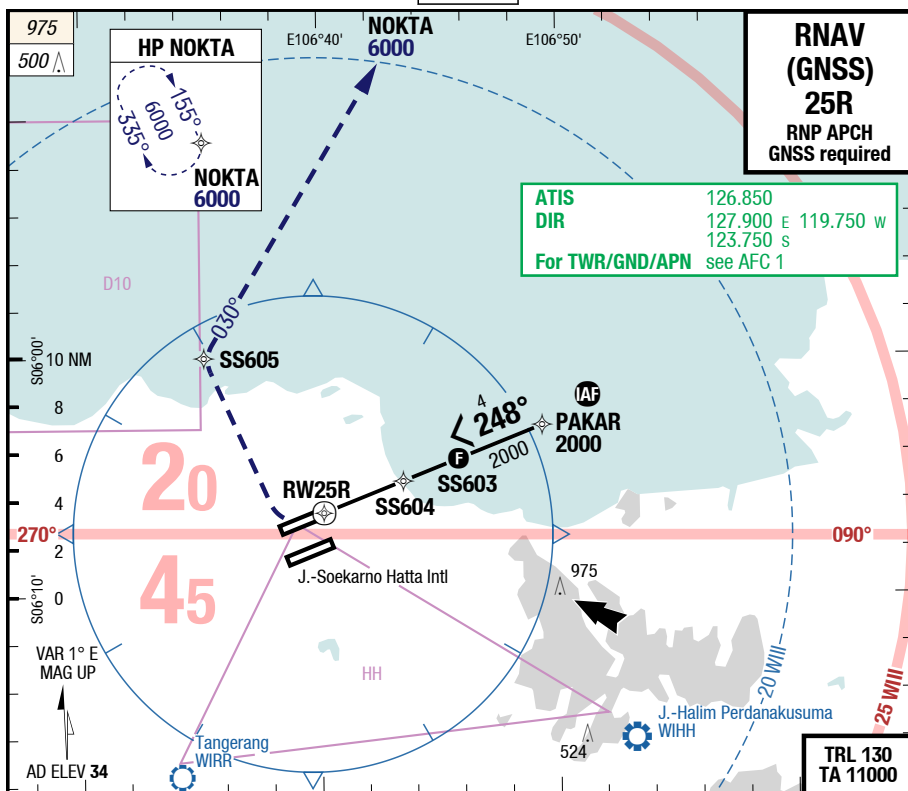 975
500
HP NOKTA
155°
6000
335°
NOKTA
6000
E106°40'
NOKTA
6000
E106°50'
RNAV
(GNSS)
25R
RNP APCH
GNSS required
ATIS 126.850
DIR 127.900 E 119.750 W
123.750 S
For TWR/GND/APN see AFC 1
D10
030°
S06°00'
10 NM
SS605
8
6
4
2
0
4
248°
IAF
PAKAR
2000
2000
F
SS603
SS604
RW25R
20
270°
090°
45
J.-Soekarno Hatta Intl
S06°10'
975
VAR 1° E
MAG UP
HH
20 WIII
25 WIII
J.-Halim Perdanakusuma
WIHH
524
Tangerang
WIRR
AD ELEV 34
TRL 130
TA 11000